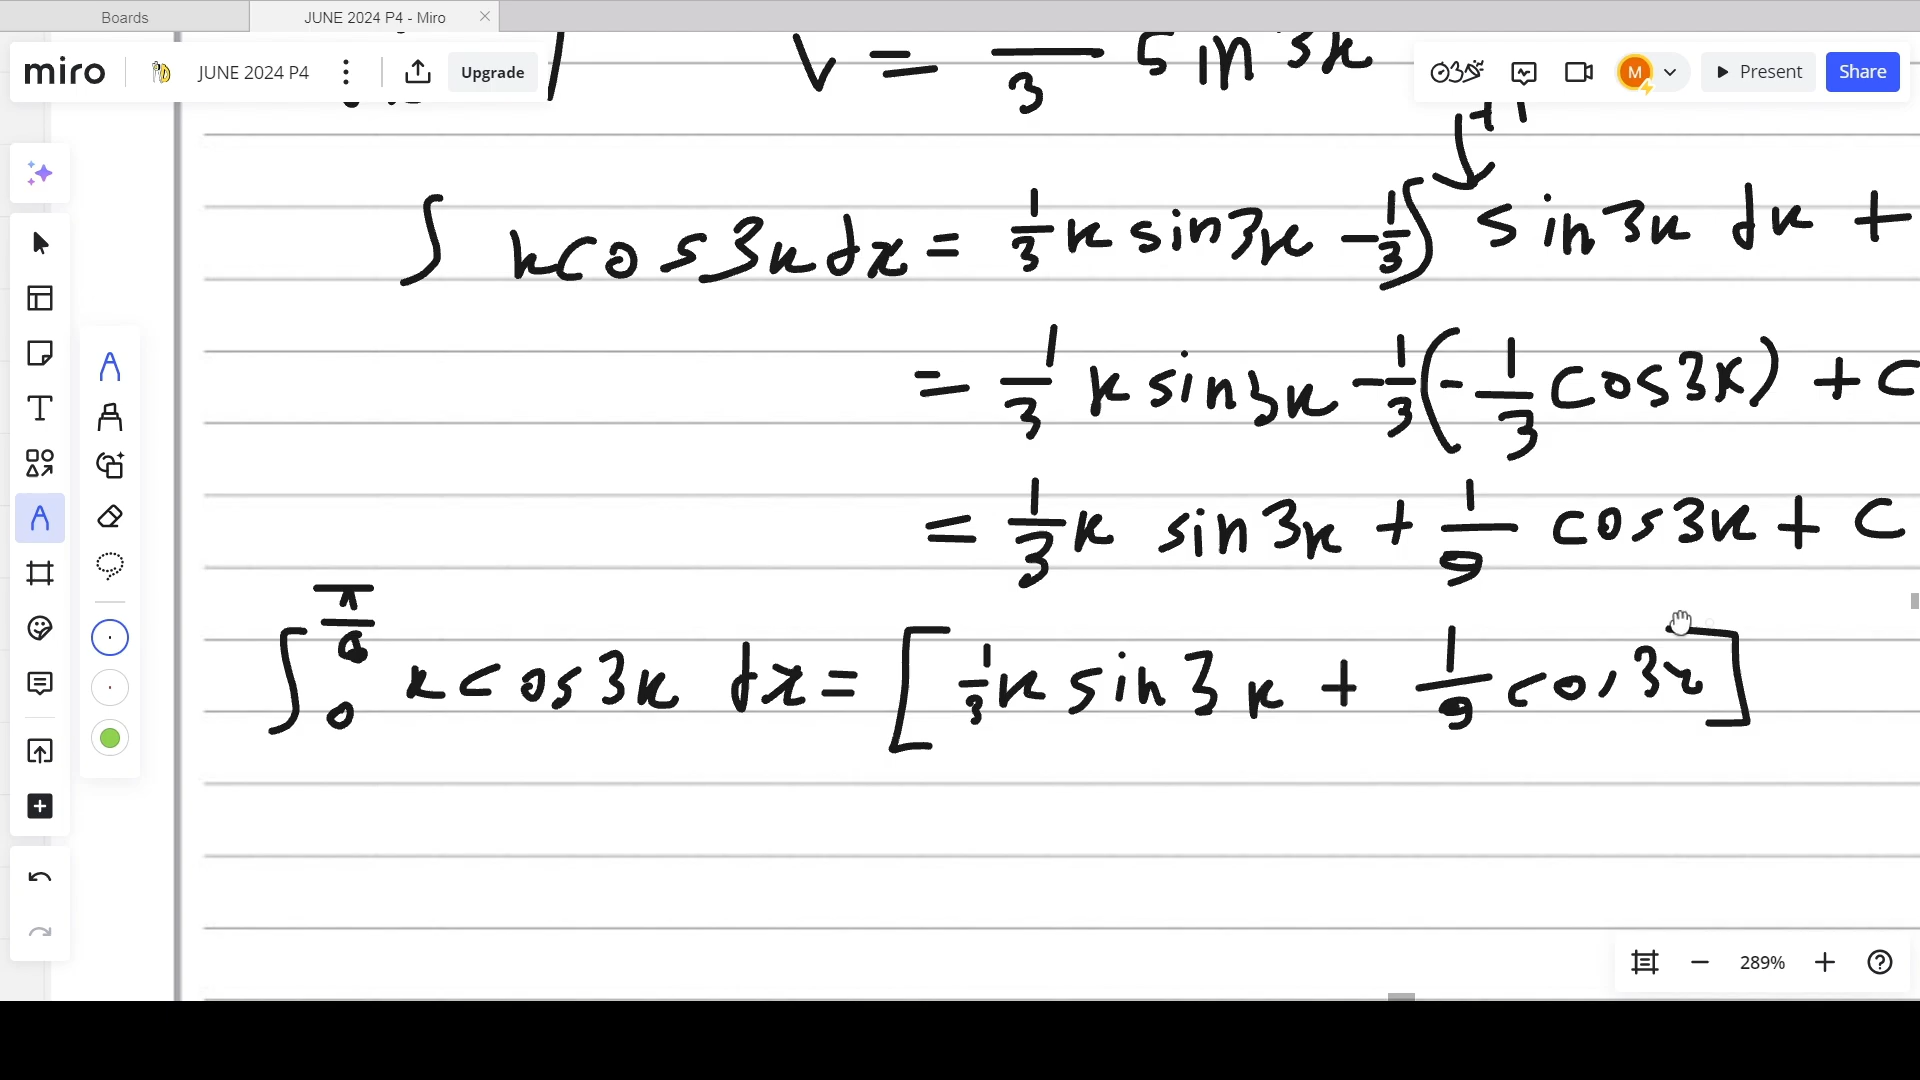 Boards
JUNE 2024 P4 - Miro
miro
JUNE 2024 P4
Upgrade
Present
Share
M
V = — 3 sin 3x
∫ x cos 3x dx = 1/3 x sin 3x - 1/3 ∫ sin 3x dx +
= 1/3 x sin 3x - 1/3 (- 1/3 cos 3x) + C
= 1/3 x sin 3x + 1/9 cos 3x + C
∫ 0 π/6 x cos 3x dx = [ 1/3 x sin 3x + 1/9 cos 3x ]
289%